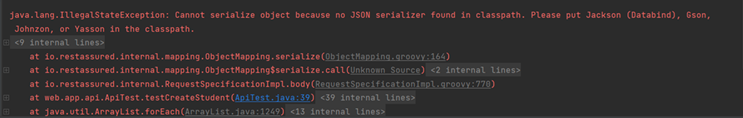 java.lang.IllegalStateException: Cannot serialize object because no JSON serializer found in classpath. Please put Jackson (Databind), Gson,
Johnzon, or Yasson in the classpath.
<9 internal lines>
at io.restassured.internal.mapping.ObjectMapping.serialize(ObjectMapping.groovy:164)
at io.restassured.internal.mapping.ObjectMapping$serialize.call(Unknown Source) <2 internal lines>
at io.restassured.internal.RequestSpecificationImpl.body(RequestSpecificationImpl.groovy:770)
at web.app.api.ApiTest.testCreateStudent(ApiTest.java:39) <39 internal lines>
at java.util.ArrayList.forEach(ArrayList.java:1249) <13 internal lines>